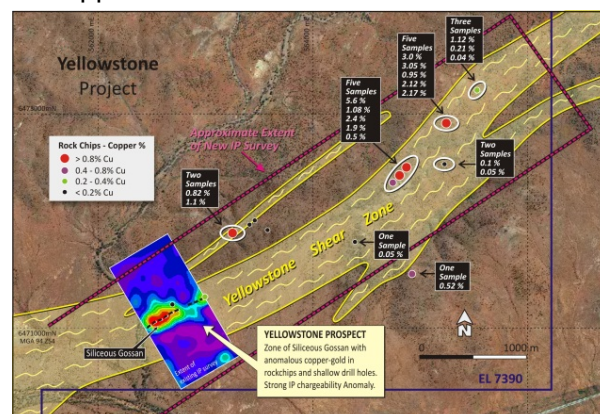 Yellowstone
Project
Rock Chips - Copper %
> 0.8% Cu
0.4 - 0.8% Cu
0.2 - 0.4% Cu
< 0.2% Cu
6473000mN
Approximate Extent
of New IP Survey
Three
Samples
1.12 %
0.21 %
0.04 %
Five
Samples
3.0 %
3.05 %
0.95 %
2.12 %
2.17 %
Five
Samples
5.6 %
1.08 %
2.4 %
1.9 %
0.5 %
Two
Samples
0.1 %
0.05 %
Two
Samples
0.82 %
1.1 %
Yellowstone Shear Zone
One
Sample
0.05 %
One
Sample
0.52 %
6471000mN
MGA 94 Z54
Siliceous Gossan
Extent of
existing IP survey
YELLOWSTONE PROSPECT
Zone of Siliceous Gossan with
anomalous copper-gold in
rockchips and shallow drill holes.
Strong IP chargeability Anomaly.
N
0 1000 m
EL 7390